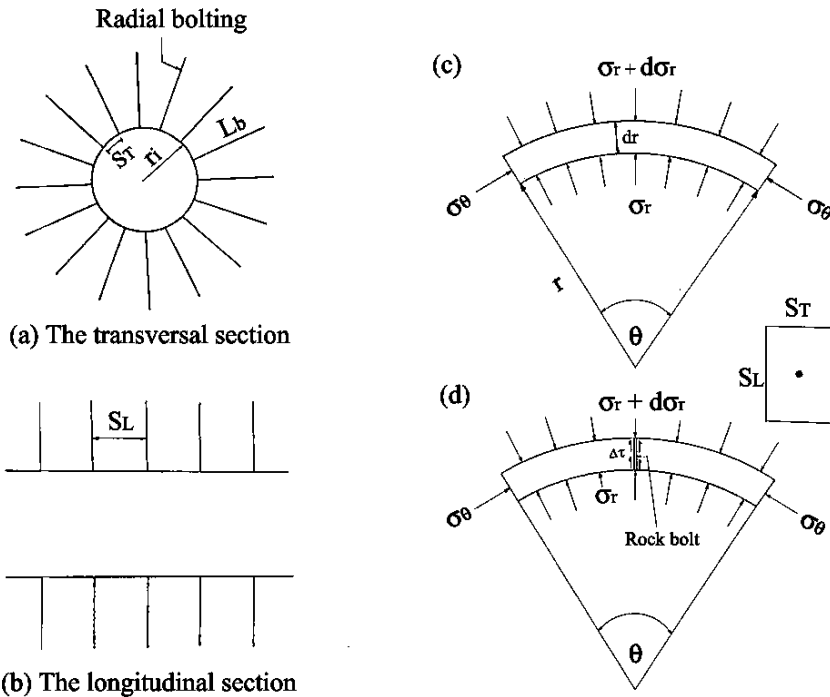 Radial bolting
Lb
ST
ri
(a) The transversal section
SL
(b) The longitudinal section
(c)
σr + dσr
dr
σθ
σr
σθ
r
θ
ST
SL
(d)
σr + dσr
Δτ
σr
σθ
Rock bolt
σθ
θ